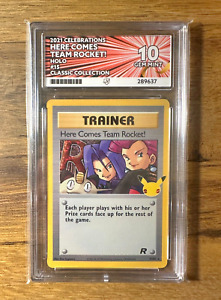 2021 CELEBRATIONS
HERE COMES
TEAM ROCKET!
HOLO
#15
CLASSIC COLLECTION
10
GEM MINT
289637
TRAINER
Here Comes Team Rocket!
Each player plays with his or her
Prize cards face up for the rest of
the game.
R